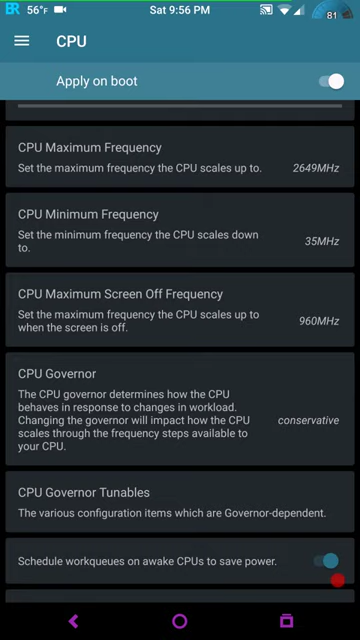 BR 56°F Sat 9:56 PM 81
CPU
Apply on boot
CPU Maximum Frequency
Set the maximum frequency the CPU scales up to. 2649MHz
CPU Minimum Frequency
Set the minimum frequency the CPU scales down
to.
35MHz
CPU Maximum Screen Off Frequency
Set the maximum frequency the CPU scales up to
when the screen is off.
960MHz
CPU Governor
The CPU governor determines how the CPU
behaves in response to changes in workload.
Changing the governor will impact how the CPU
scales through the frequency steps available to
your CPU.
conservative
CPU Governor Tunables
The various configuration items which are Governor-dependent.
Schedule workqueues on awake CPUs to save power.